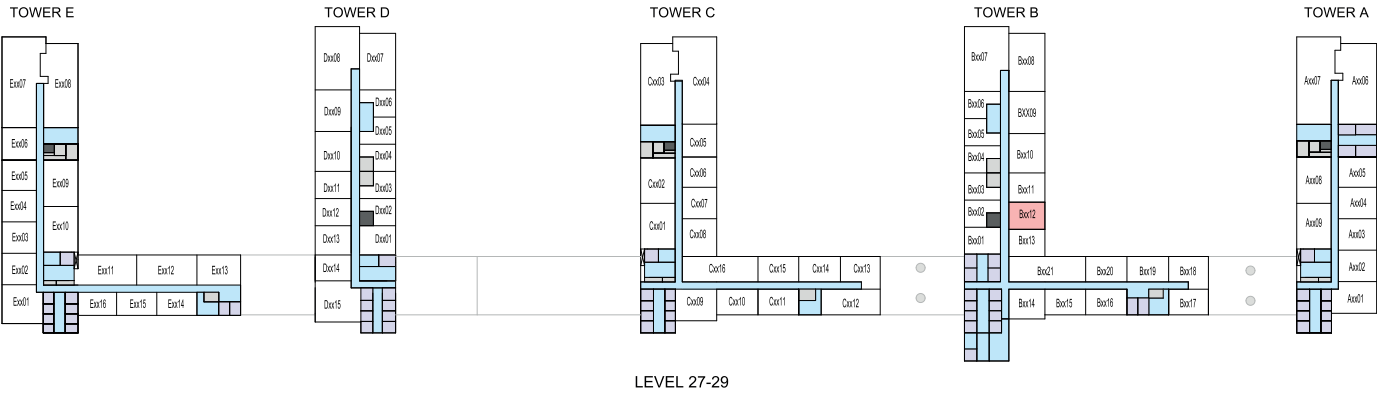 TOWER E
TOWER D
TOWER C
TOWER B
TOWER A
Exx07
Exx08
Exx06
Exx05
Exx09
Exx04
Exx10
Exx03
Exx02
Exx11
Exx12
Exx13
Exx01
Exx16
Exx15
Exx14
Dxx08
Dxx07
Dxx06
Dxx09
Dxx05
Dxx10
Dxx04
Dxx11
Dxx03
Dxx12
Dxx02
Dxx13
Dxx01
Dxx14
Dxx15
Cxx03
Cxx04
Cxx05
Cxx06
Cxx02
Cxx07
Cxx01
Cxx08
Cxx16
Cxx15
Cxx14
Cxx13
Cxx09
Cxx10
Cxx11
Cxx12
Bxx07
Bxx08
Bxx06
BXX09
Bxx05
Bxx04
Bxx10
Bxx03
Bxx11
Bxx02
Bxx12
Bxx01
Bxx13
Bxx21
Bxx20
Bxx19
Bxx18
Bxx14
Bxx15
Bxx16
Bxx17
Axx07
Axx06
Axx08
Axx05
Axx04
Axx09
Axx03
Axx02
Axx01
LEVEL 27-29